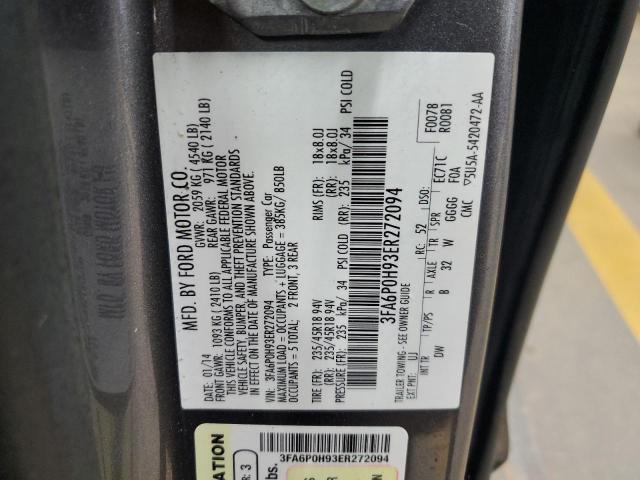 MFD. BY FORD MOTOR CO.
DATE: 01/14 GVWR: 2059 KG ( 4540 LB)
FRONT GAWR: 1093 KG ( 2410 LB) REAR GAWR: 971 KG ( 2140 LB)
THIS VEHICLE CONFORMS TO ALL APPLICABLE FEDERAL MOTOR
VEHICLE SAFETY, BUMPER, AND THEFT PREVENTION STANDARDS
IN EFFECT ON THE DATE OF MANUFACTURE SHOWN ABOVE.
VIN: 3FA6P0H93ER272094 TYPE: Passenger Car
MAXIMUM LOAD = OCCUPANTS + LUGGAGE = 385KG/ 850LB
OCCUPANTS = 5 TOTAL: 2 FRONT, 3 REAR
TIRE (FR): 235/45R18 94V RIMS (FR): 18x8.0J
(RR): 235/45R18 94V (RR): 18x8.0J
PRESSURE (FR): 235 kPa/ 34 PSI COLD (RR): 235 kPa/ 34 PSI COLD
3FA6P0H93ER272094
TRAILER TOWING - SEE OWNER GUIDE
EXT PNT: UJ RC: 52 DSO: F0078
EC71C R0081
INT TR TP/PS R AXLE TR SPR
DW B 32 W GGGG F0A
CMC 5U5A-5420472-AA
3FA6P0H93ER272094
ATION
R: 3
lbs.